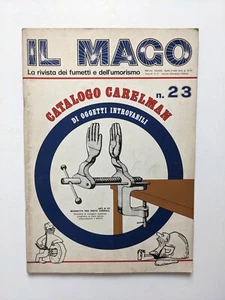 IL MAGO
La rivista dei fumetti e dell'umorismo
CATALOGO CARELMAN
DI OGGETTI INTROVABILI
n. 23